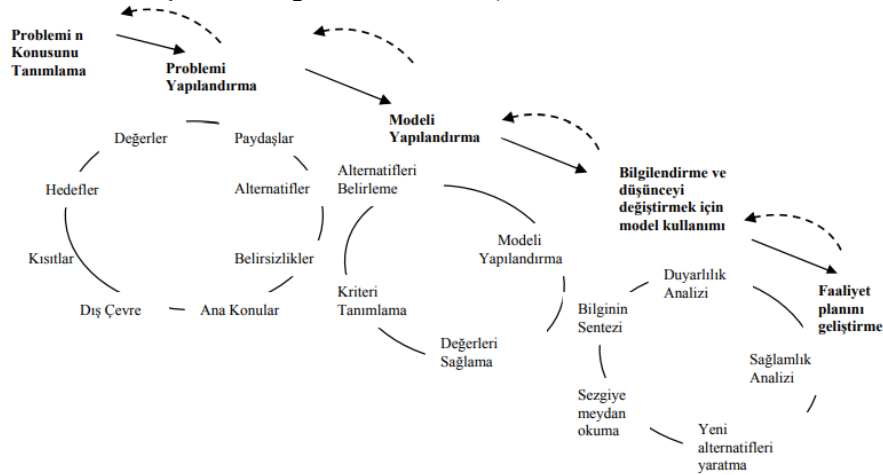 Problemi n
Konusunu
Tanımlama
Problemi
Yapılandırma
Modeli
Yapılandırma
Bilgilendirme ve
düşünceyi
değiştirmek için
model kullanımı
Faaliyet
planını
geliştirme
Değerler
Paydaşlar
Hedefler
Alternatifler
Kısıtlar
Belirsizlikler
Dış Çevre
Ana Konular
Alternatifleri
Belirleme
Modeli
Yapılandırma
Kriteri
Tanımlama
Değerleri
Sağlama
Duyarlılık
Analizi
Bilginin
Sentezi
Sağlamlık
Analizi
Sezgiye
meydan
okuma
Yeni
alternatifleri
yaratma